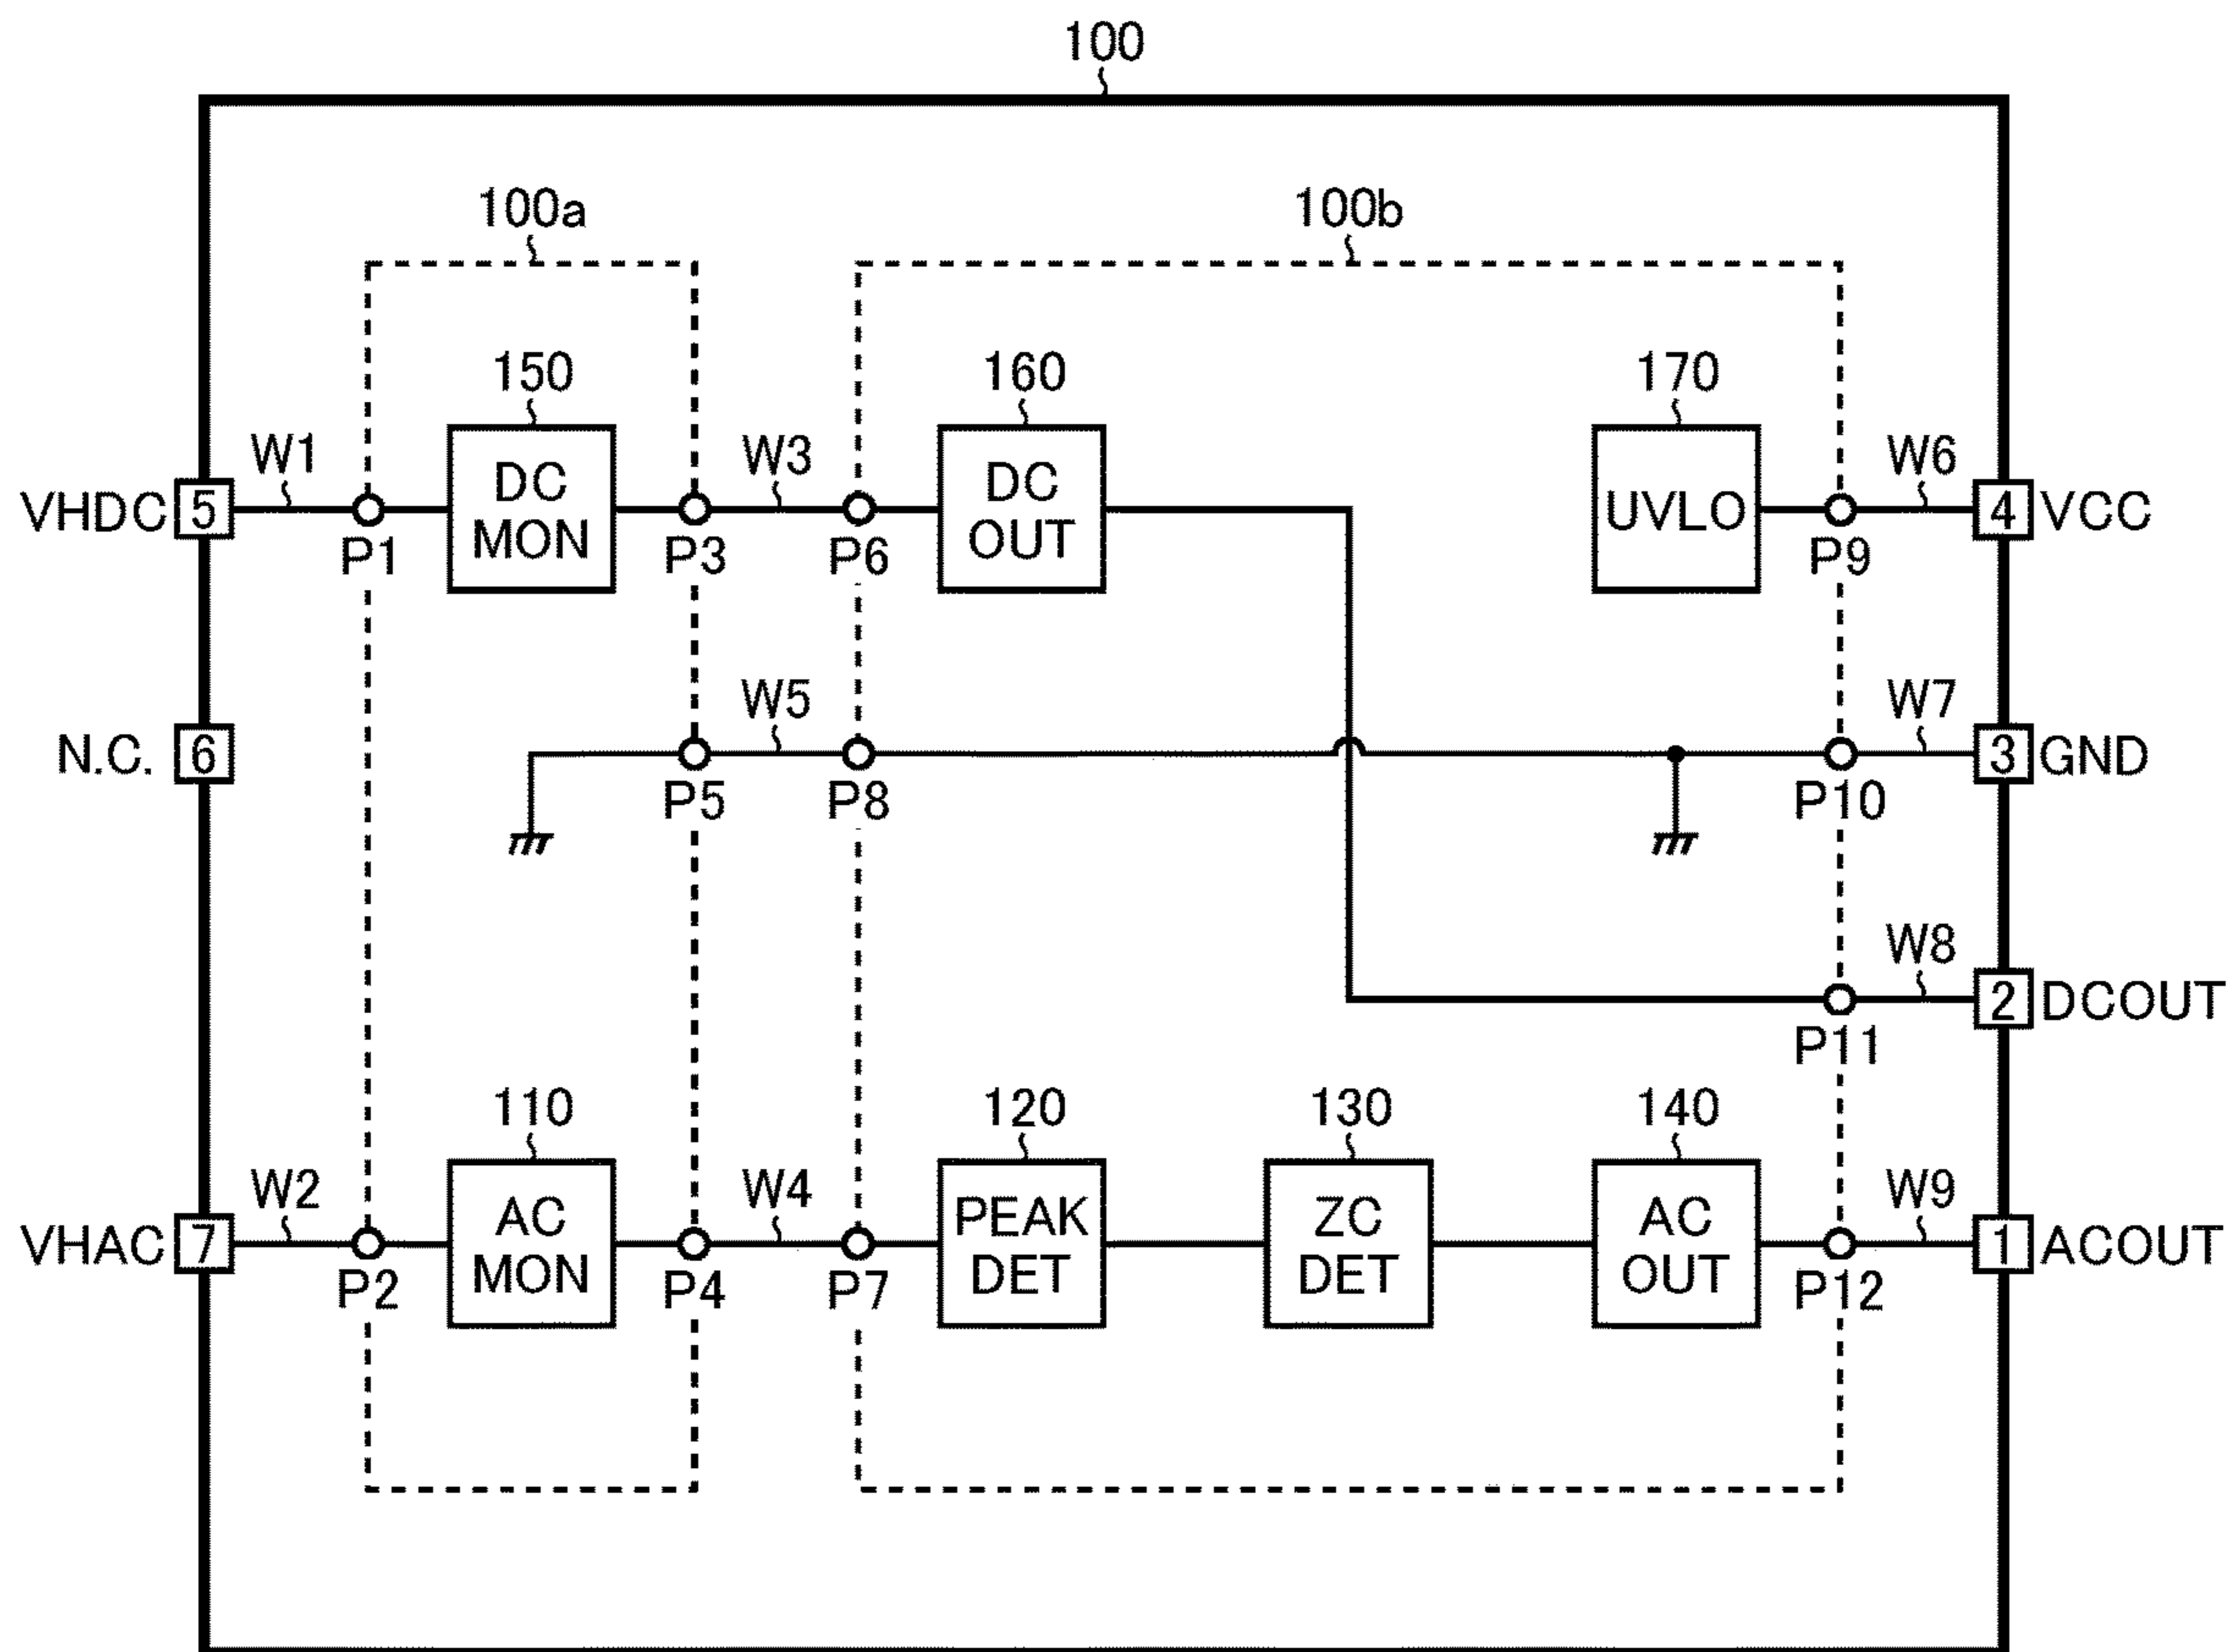 100
100a
100b
150
160
170
W1
DC
MON
W3
DC
OUT
UVLO
W6
VHDC
5
P1
P3
P6
P9
4
VCC
W5
W7
N.C.
6
P5
P8
P10
3
GND
W8
P11
2
DCOUT
110
120
130
140
W2
AC
MON
W4
PEAK
DET
ZC
DET
AC
OUT
W9
VHAC
7
P2
P4
P7
P12
1
ACOUT